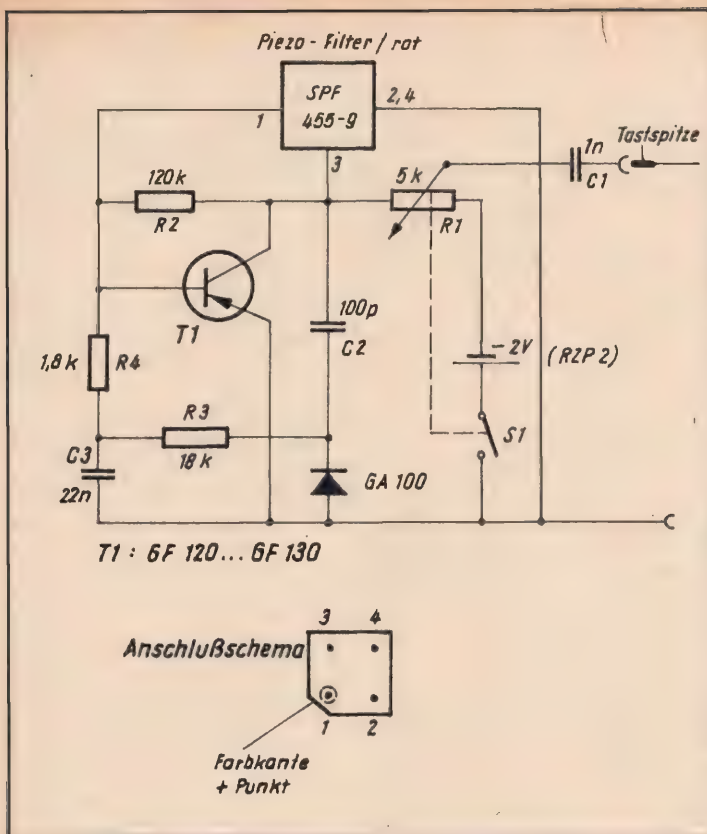 Piezo - Filter / rot
SPF
455-9
1
2,4
3
120k
R2
5 k
R1
1n
C1
Tastspitze
T1
100p
C2
1,8 k
R4
R3
18 k
C3
22n
GA 100
- 2V
(RZP 2)
S1
T1 : GF 120 ... GF 130
Anschlußschema
3 4
1 2
Farbkante
+ Punkt